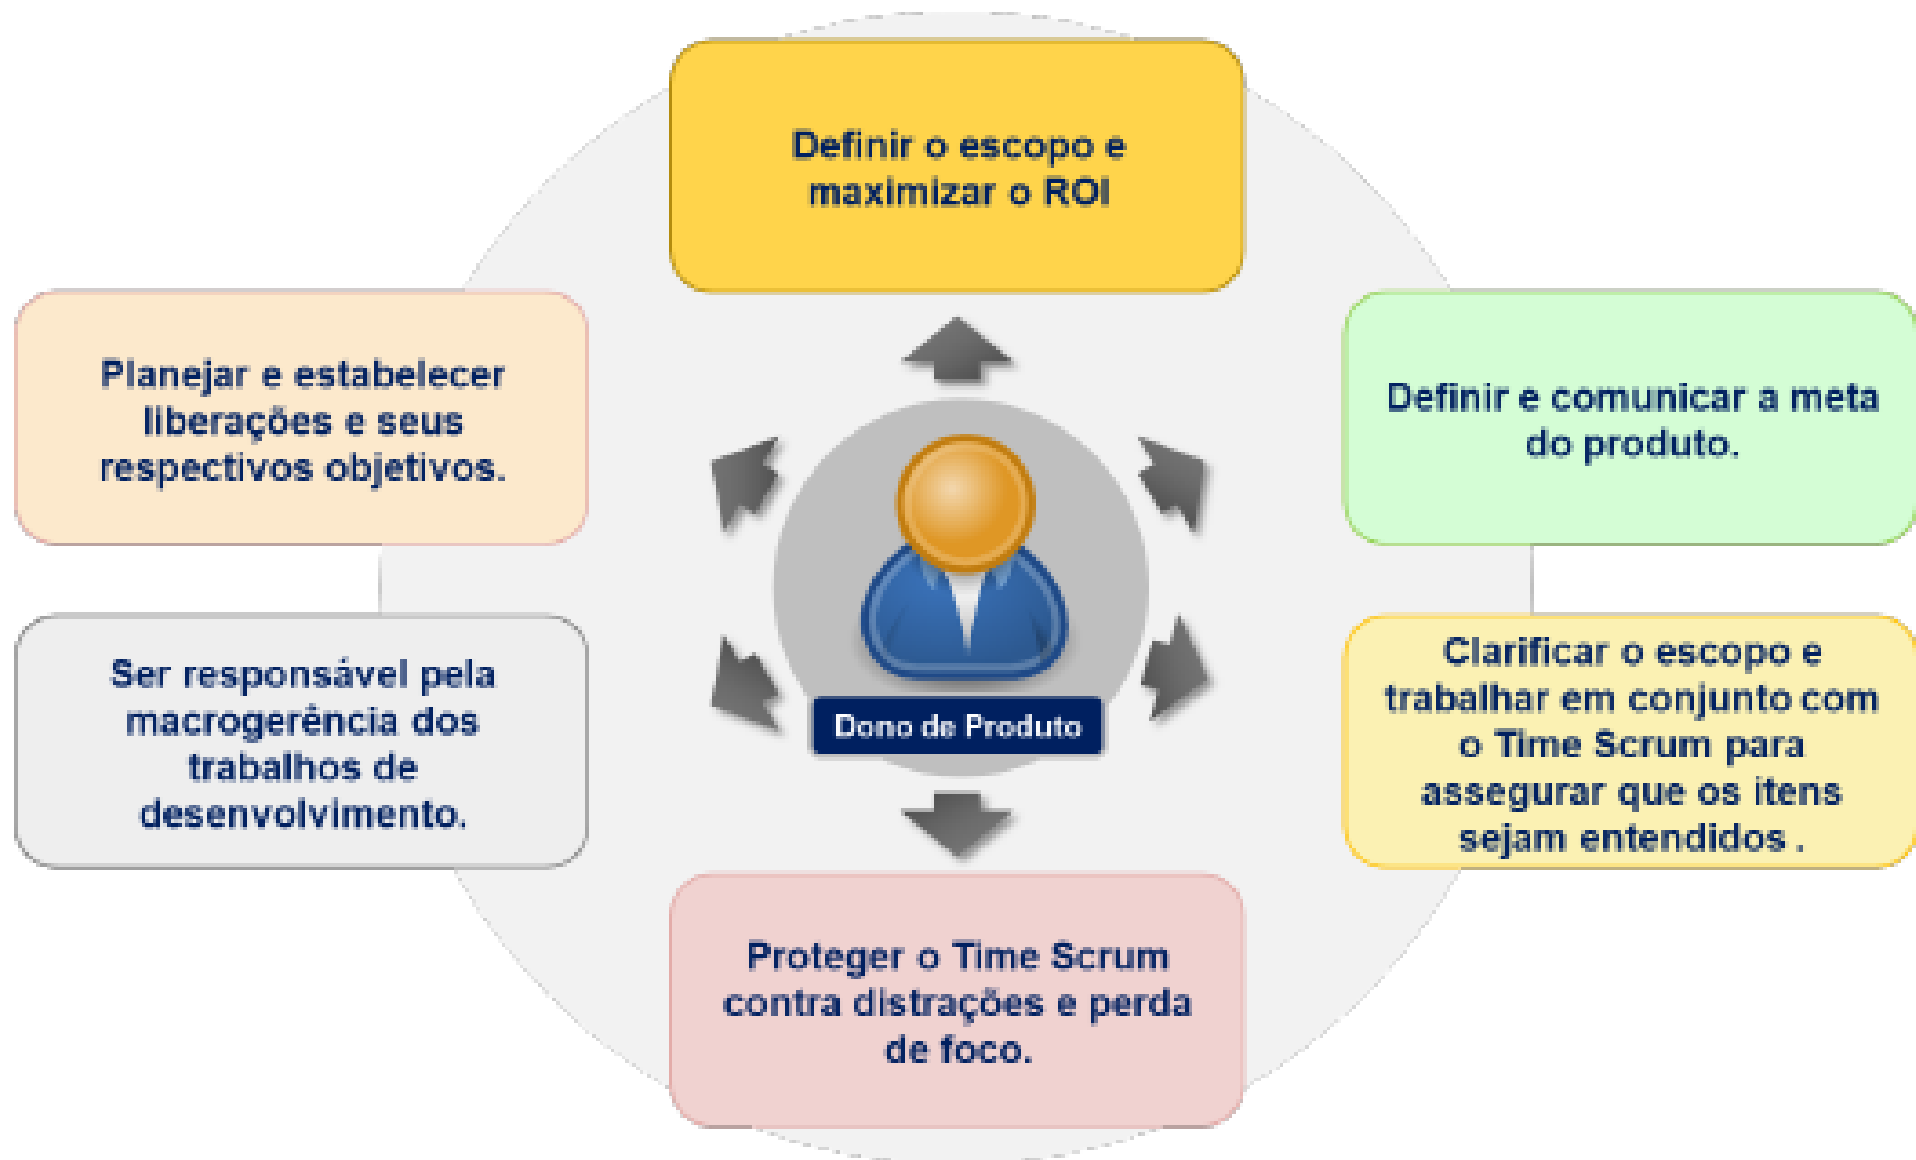 Definir o escopo e
maximizar o ROI
Planejar e estabelecer
liberações e seus
respectivos objetivos.
Definir e comunicar a meta
do produto.
Ser responsável pela
macrogerência dos
trabalhos de
desenvolvimento.
Dono de Produto
Clarificar o escopo e
trabalhar em conjunto com
o Time Scrum para
assegurar que os itens
sejam entendidos .
Proteger o Time Scrum
contra distrações e perda
de foco.